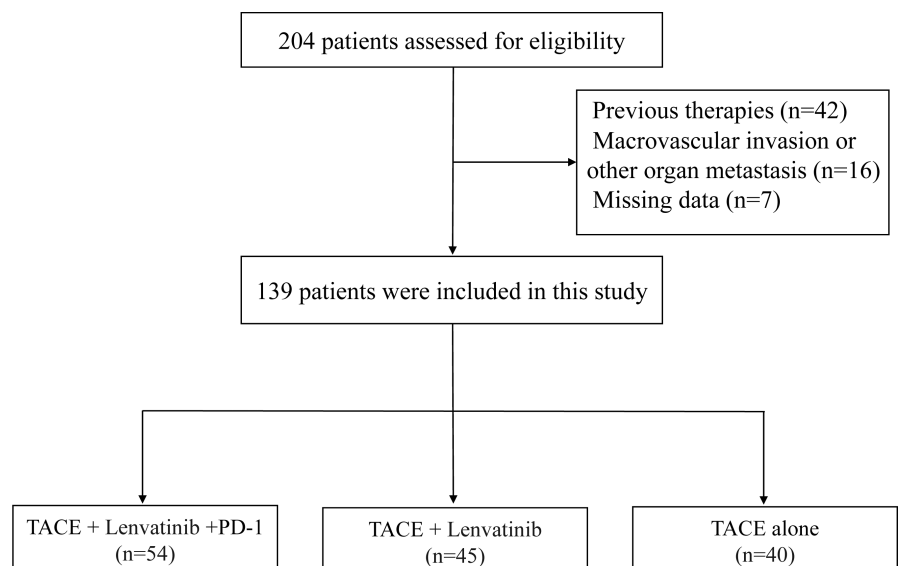 204 patients assessed for eligibility
Previous therapies (n=42)
Macrovascular invasion or
other organ metastasis (n=16)
Missing data (n=7)
139 patients were included in this study
TACE + Lenvatinib +PD-1
(n=54)
TACE + Lenvatinib
(n=45)
TACE alone
(n=40)